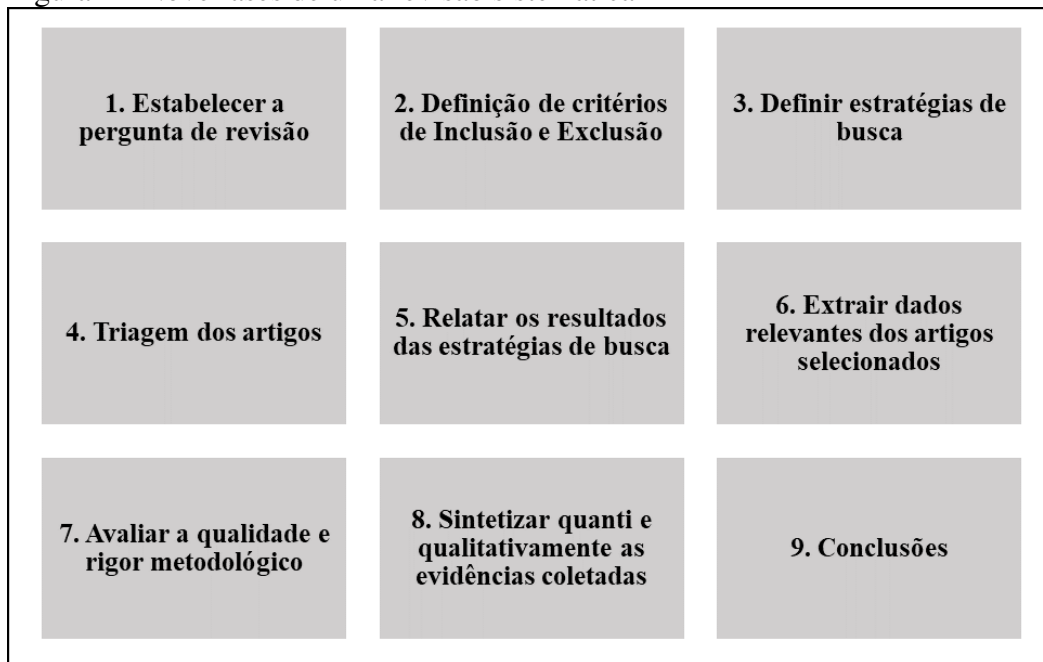 1. Estabelecer a
pergunta de revisão
2. Definição de critérios
de Inclusão e Exclusão
3. Definir estratégias de
busca
4. Triagem dos artigos
5. Relatar os resultados
das estratégias de busca
6. Extrair dados
relevantes dos artigos
selecionados
7. Avaliar a qualidade e
rigor metodológico
8. Sintetizar quanti e
qualitativamente as
evidências coletadas
9. Conclusões